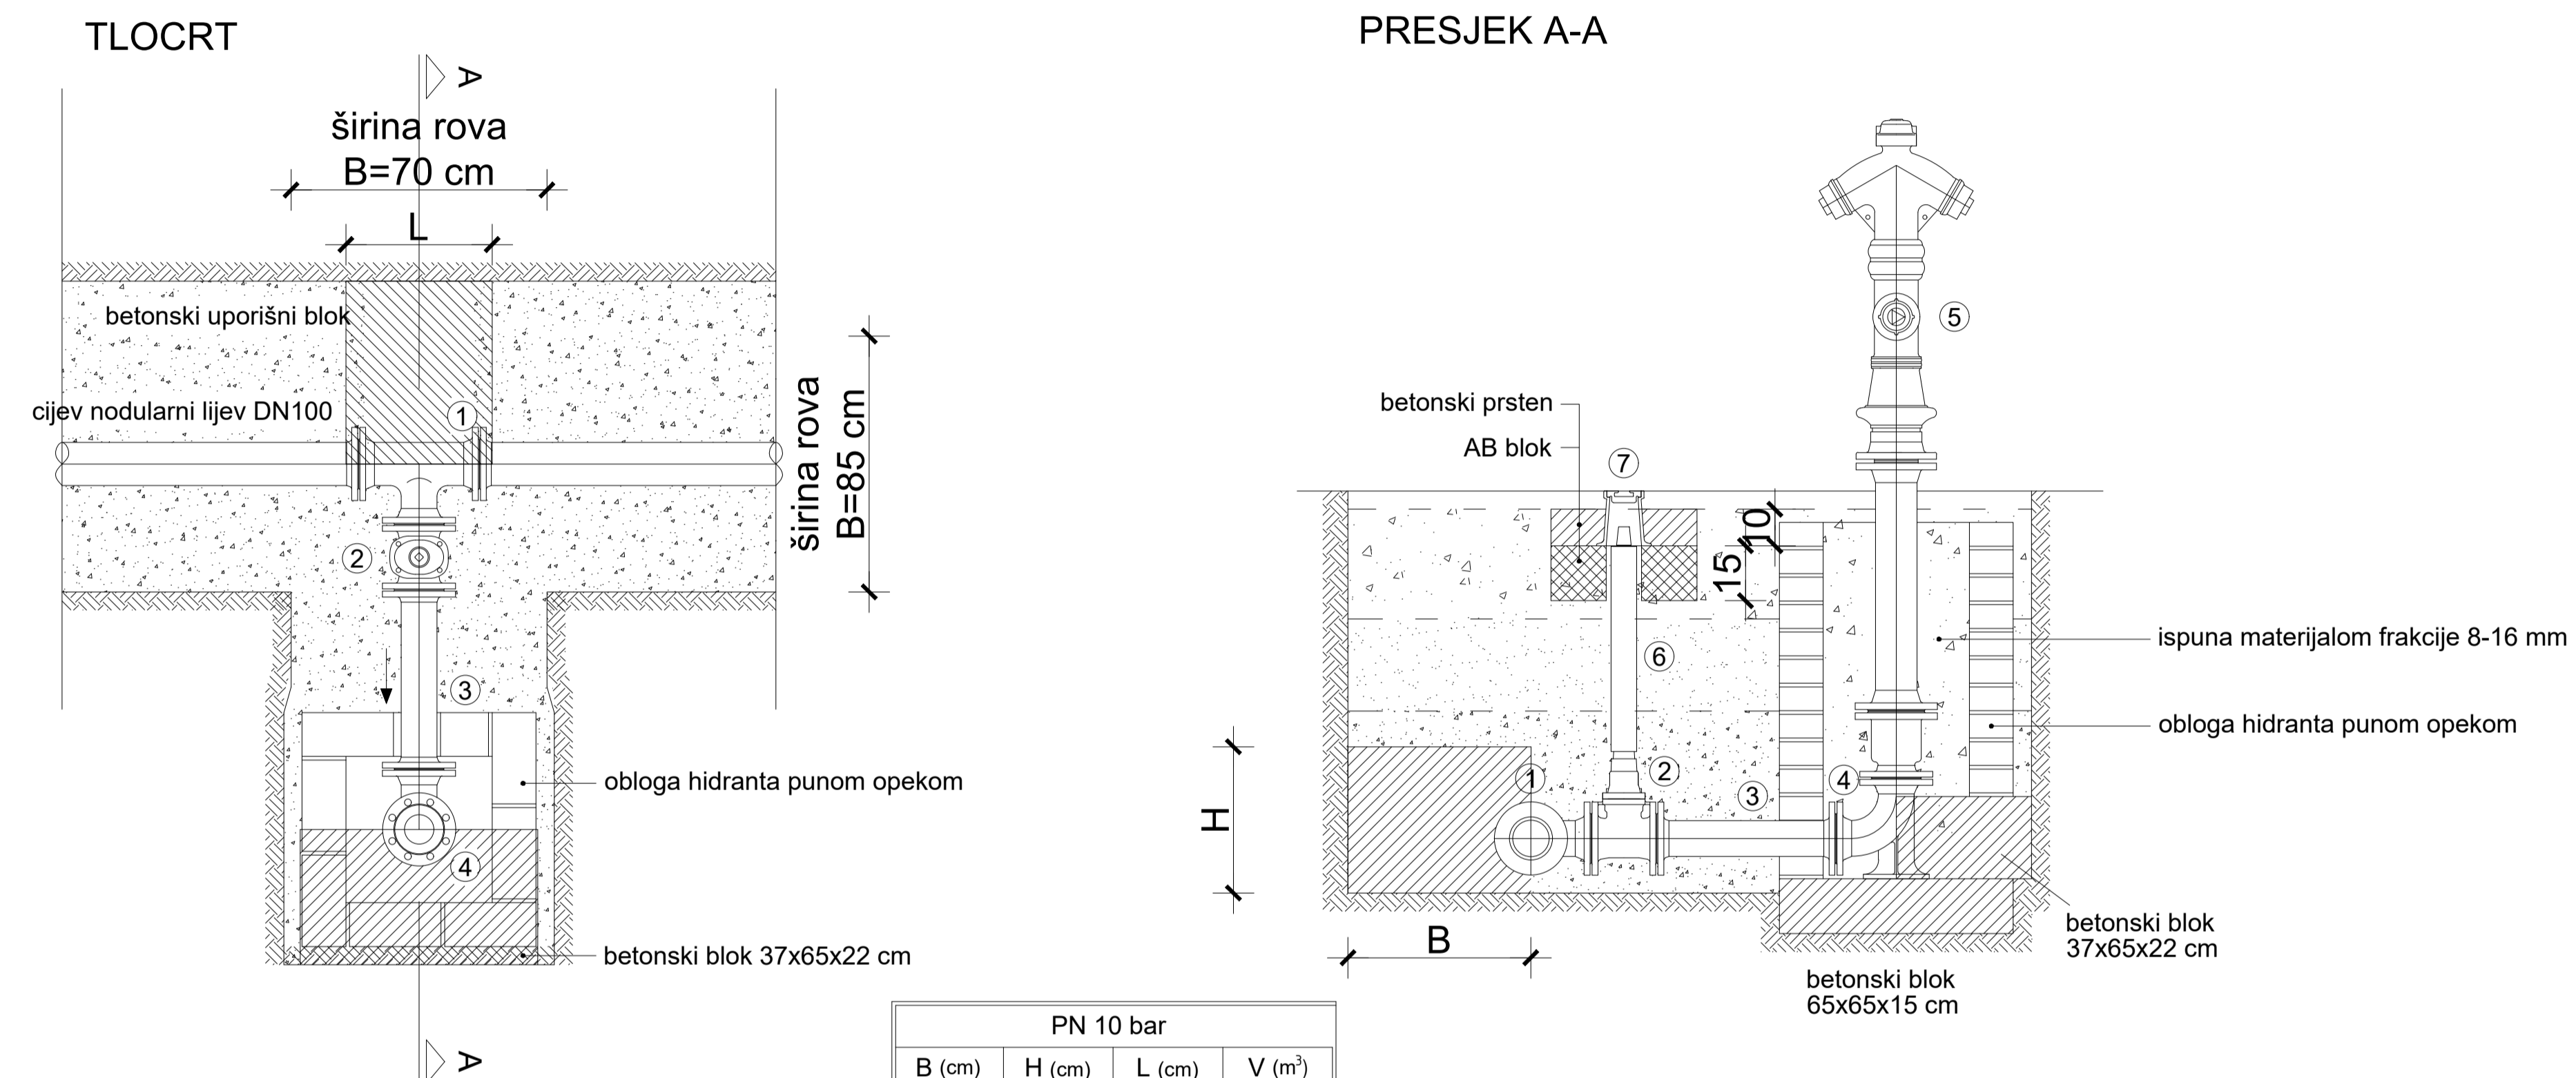 TLOCRT
PRESJEK A-A
A
širina rova
B=70 cm
L
betonski uporišni blok
cijev nodularni lijev DN100
1
2
3
4
širina rova
B=85 cm
obloga hidranta punom opekom
betonski blok 37x65x22 cm
A
5
betonski prsten
AB blok
7
10
15
6
ispuna materijalom frakcije 8-16 mm
obloga hidranta punom opekom
H
1
2
3
4
B
betonski blok
37x65x22 cm
betonski blok
65x65x15 cm
PN 10 bar
B (cm) H (cm) L (cm) V (m³)